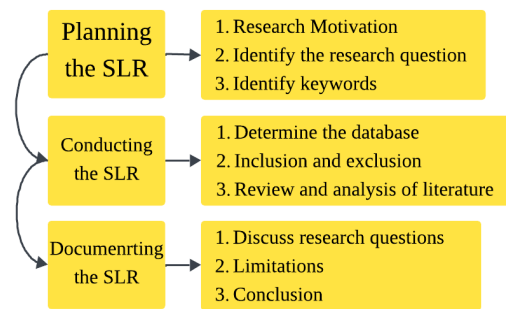 Planning
the SLR
1. Research Motivation
2. Identify the research question
3. Identify keywords
Conducting
the SLR
1. Determine the database
2. Inclusion and exclusion
3. Review and analysis of literature
Documenrting
the SLR
1. Discuss research questions
2. Limitations
3. Conclusion